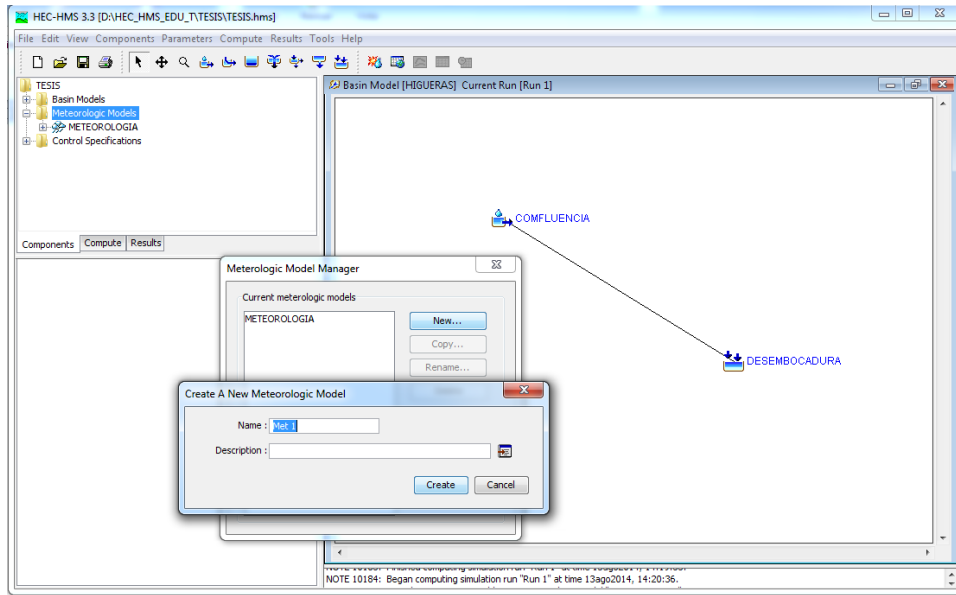 HEC-HMS 3.3 [D:\HEC_HMS_EDU_T\TESIS\TESIS.hms]
File Edit View Components Parameters Compute Results Tools Help
TESIS
Basin Models
Meteorologic Models
METEOROLOGIA
Control Specifications
Components Compute Results
Basin Model [HIGUERAS] Current Run [Run 1]
COMFLUENCIA
DESEMBOCADURA
Meterologic Model Manager
Current meterologic models
METEOROLOGIA
New...
Copy...
Rename...
Create A New Meteorologic Model
Name : Met 1
Description :
Create Cancel
NOTE 10184: Began computing simulation run "Run 1" at time 13ago2014, 14:20:36.